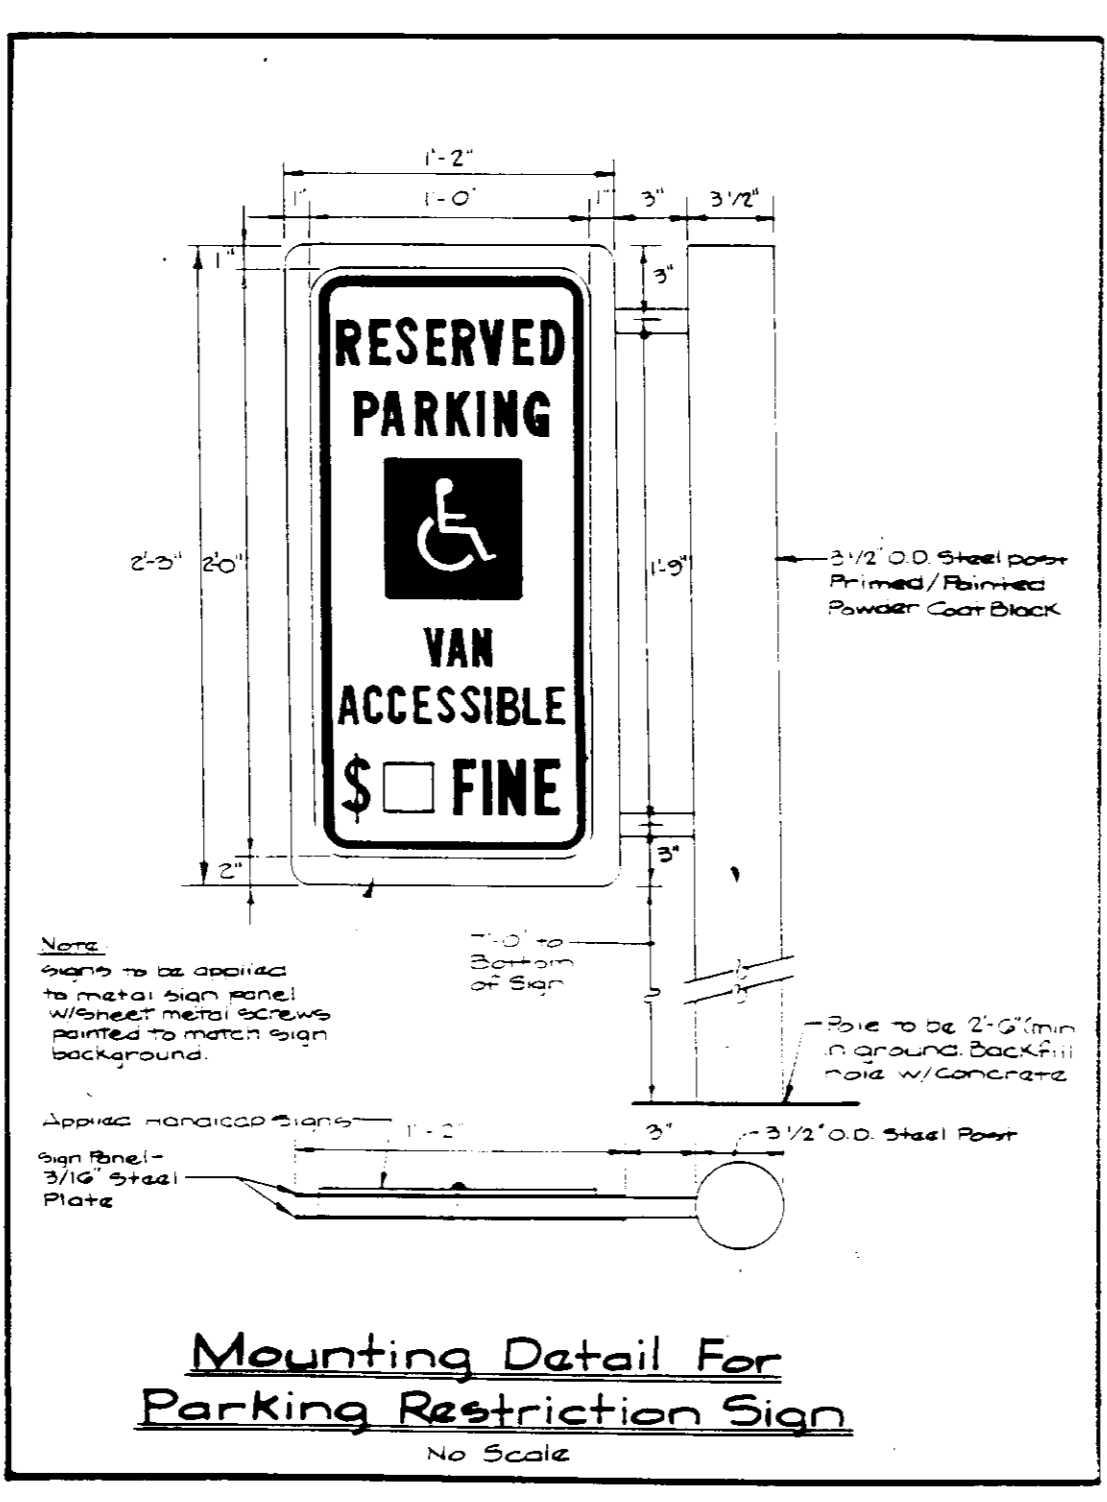 1'-2"
1" 1'-0" 1" 3" 3 1/2"
1"
3"
RESERVED
PARKING
2'-3" 2'-0"
1'-9"
3 1/2" O.D. Steel post
Primed/Painted
Powder Coat Black
VAN
ACCESSIBLE
$ FINE
3"
2"
Note:
Signs to be applied
to metal sign panel
w/sheet metal screws
painted to match sign
background.
7'-0" to
Bottom
of Sign
Pole to be 2'-6" (min
in ground. Backfill
hole w/concrete
Applied Handicap Signs
1'-2" 3" 3 1/2" O.D. Steel Post
Sign Panel-
3/16" Steel
Plate
Mounting Detail For
Parking Restriction Sign
No Scale